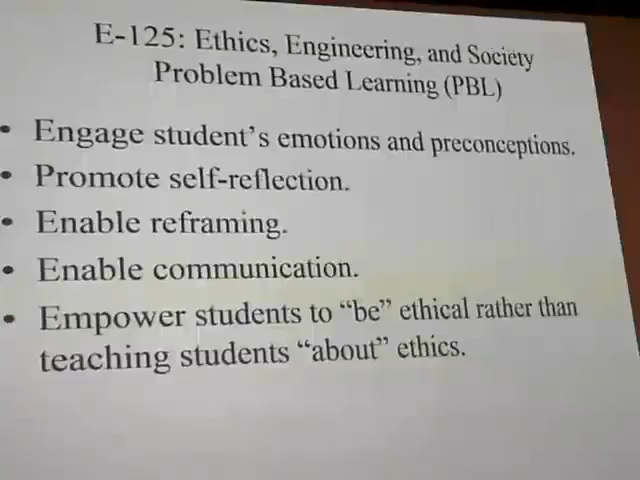 E-125: Ethics, Engineering, and Society
Problem Based Learning (PBL)
• Engage student's emotions and preconceptions.
• Promote self-reflection.
• Enable reframing.
• Enable communication.
• Empower students to “be” ethical rather than
teaching students “about” ethics.